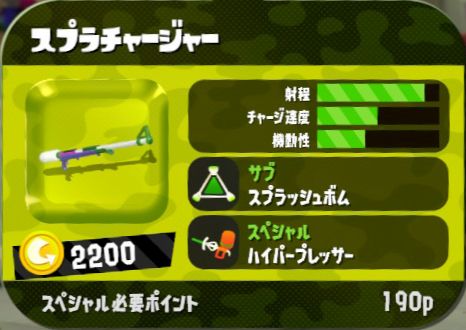 スプラチャージャー
射程
チャージ速度
機動性
サブ
スプラッシュボム
2200
スペシャル
ハイパープレッサー
スペシャル必要ポイント 190p